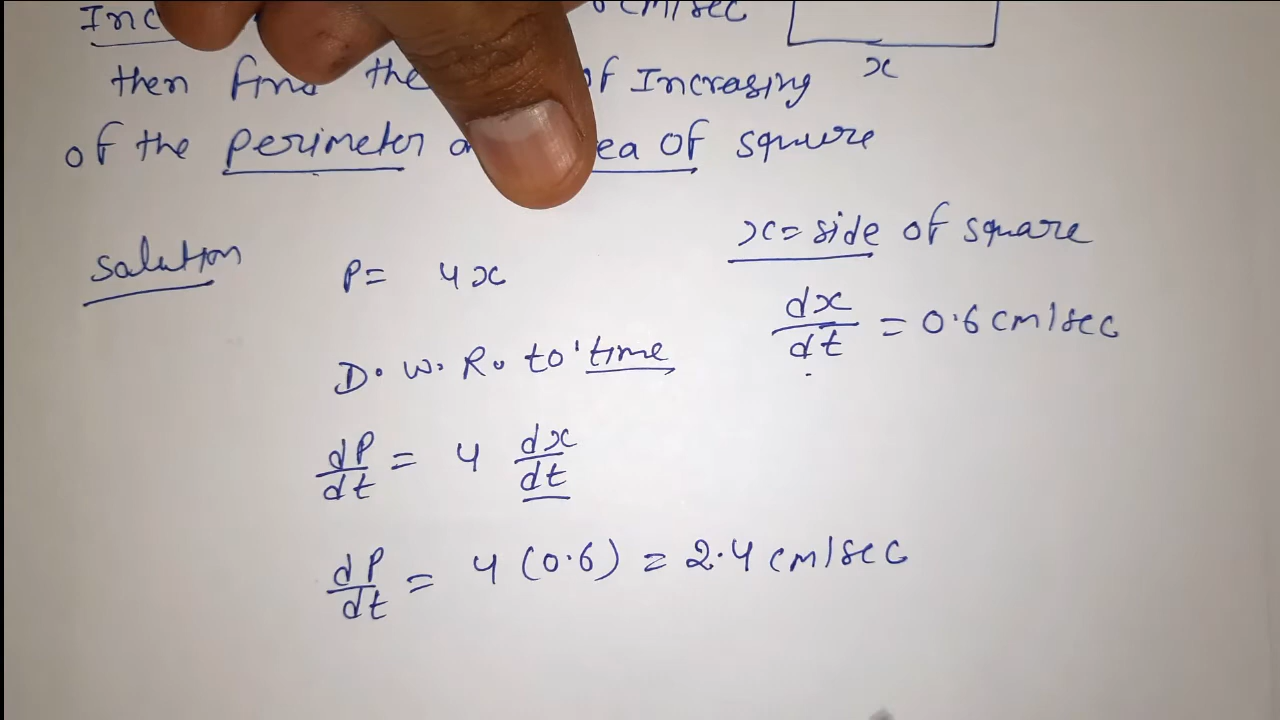 Inc cm/sec
then find the of Increasing x
of the perimeter ea of square
Solution x= side of square
P= 4x
dx/dt = 0.6 cm/sec
D. W. R. to 'time
dP/dt = 4 dx/dt
dP/dt = 4 (0.6) = 2.4 cm/sec